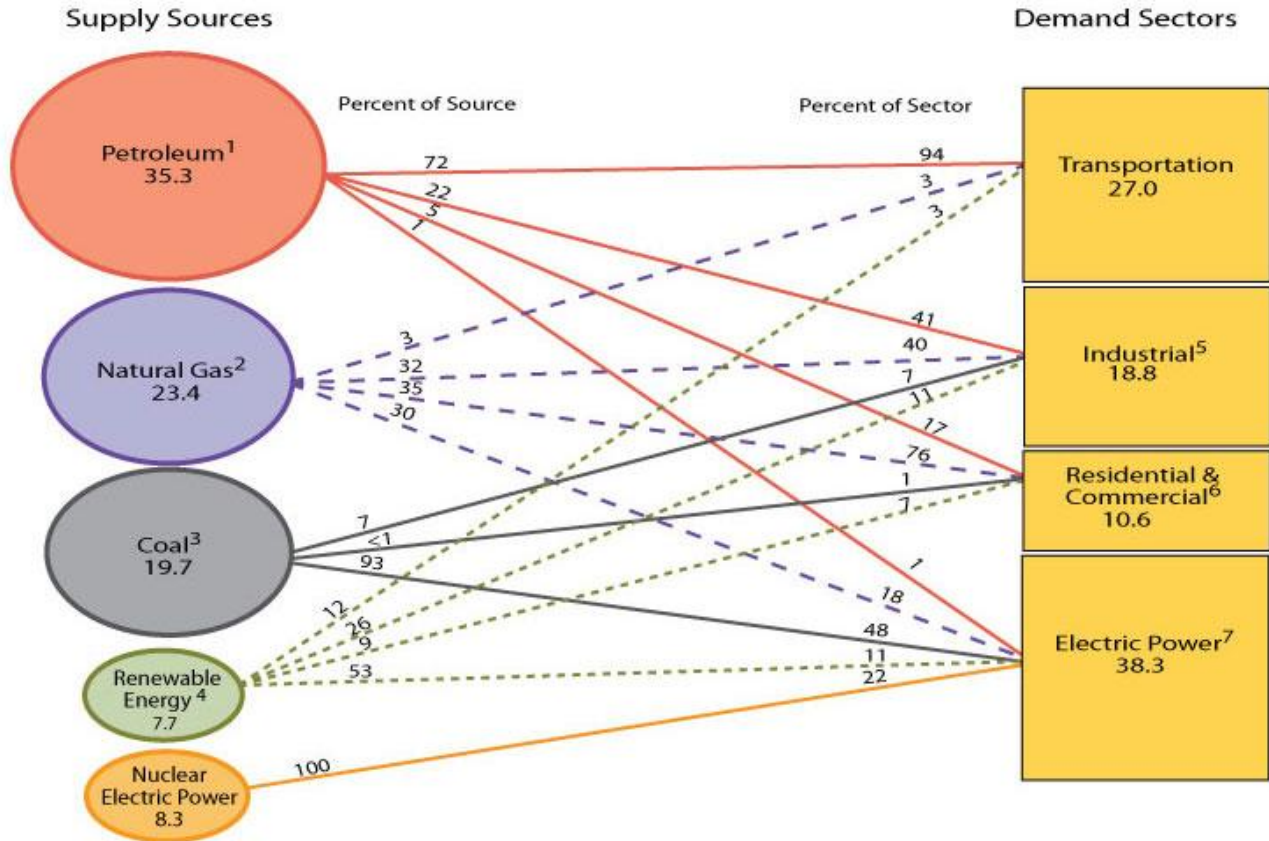 Supply Sources
Demand Sectors
Percent of Source
Percent of Sector
Petroleum¹
35.3
Natural Gas²
23.4
Coal³
19.7
Renewable
Energy ⁴
7.7
Nuclear
Electric Power
8.3
72
22
5
1
3
32
35
30
7
<1
93
12
26
9
53
100
94
3
3
41
40
7
11
17
76
1
7
1
18
48
11
22
Transportation
27.0
Industrial⁵
18.8
Residential &
Commercial⁶
10.6
Electric Power⁷
38.3